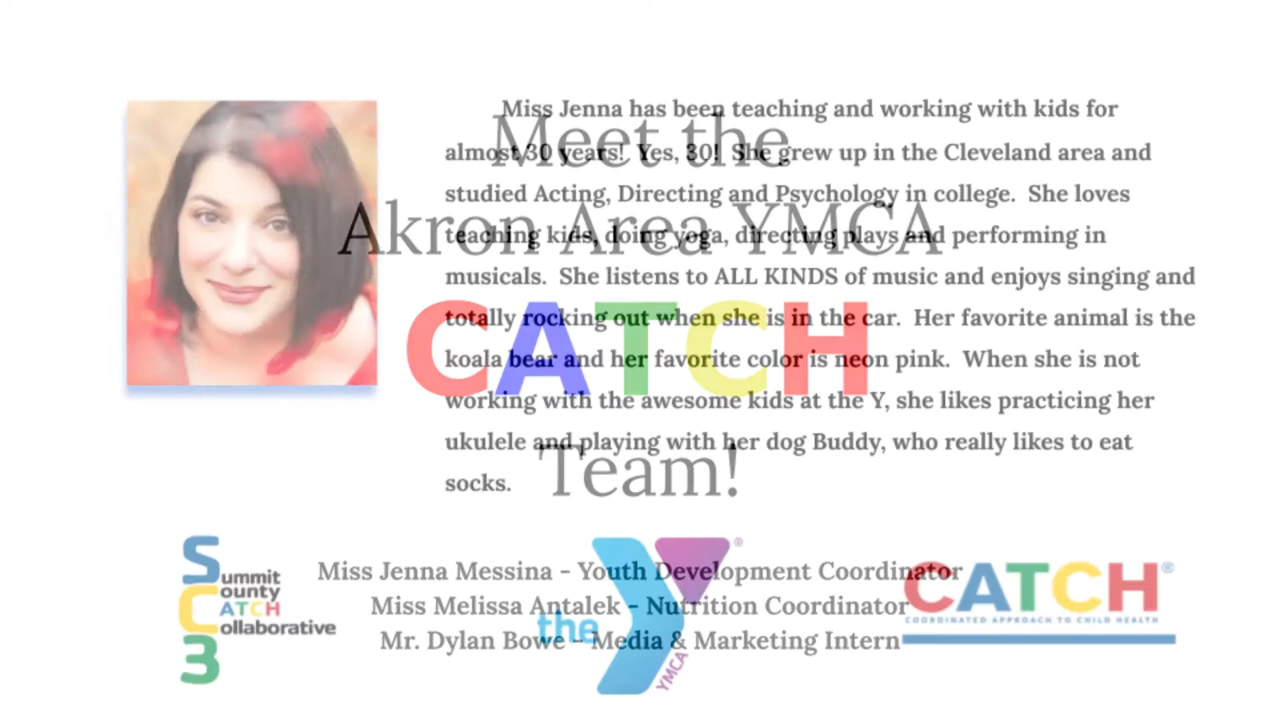 Meet the
Akron Area YMCA
CATCH
Team!
Miss Jenna has been teaching and working with kids for
almost 30 years! Yes, 30! She grew up in the Cleveland area and
studied Acting, Directing and Psychology in college. She loves
teaching kids, doing yoga, directing plays and performing in
musicals. She listens to ALL KINDS of music and enjoys singing and
totally rocking out when she is in the car. Her favorite animal is the
koala bear and her favorite color is neon pink. When she is not
working with the awesome kids at the Y, she likes practicing her
ukulele and playing with her dog Buddy, who really likes to eat
socks.
Miss Jenna Messina - Youth Development Coordinator
Miss Melissa Antalek - Nutrition Coordinator
Mr. Dylan Bowe - Media & Marketing Intern
Summit
County
CATCH
Collaborative
3
the Y®
YMCA
CATCH®
COORDINATED APPROACH TO CHILD HEALTH